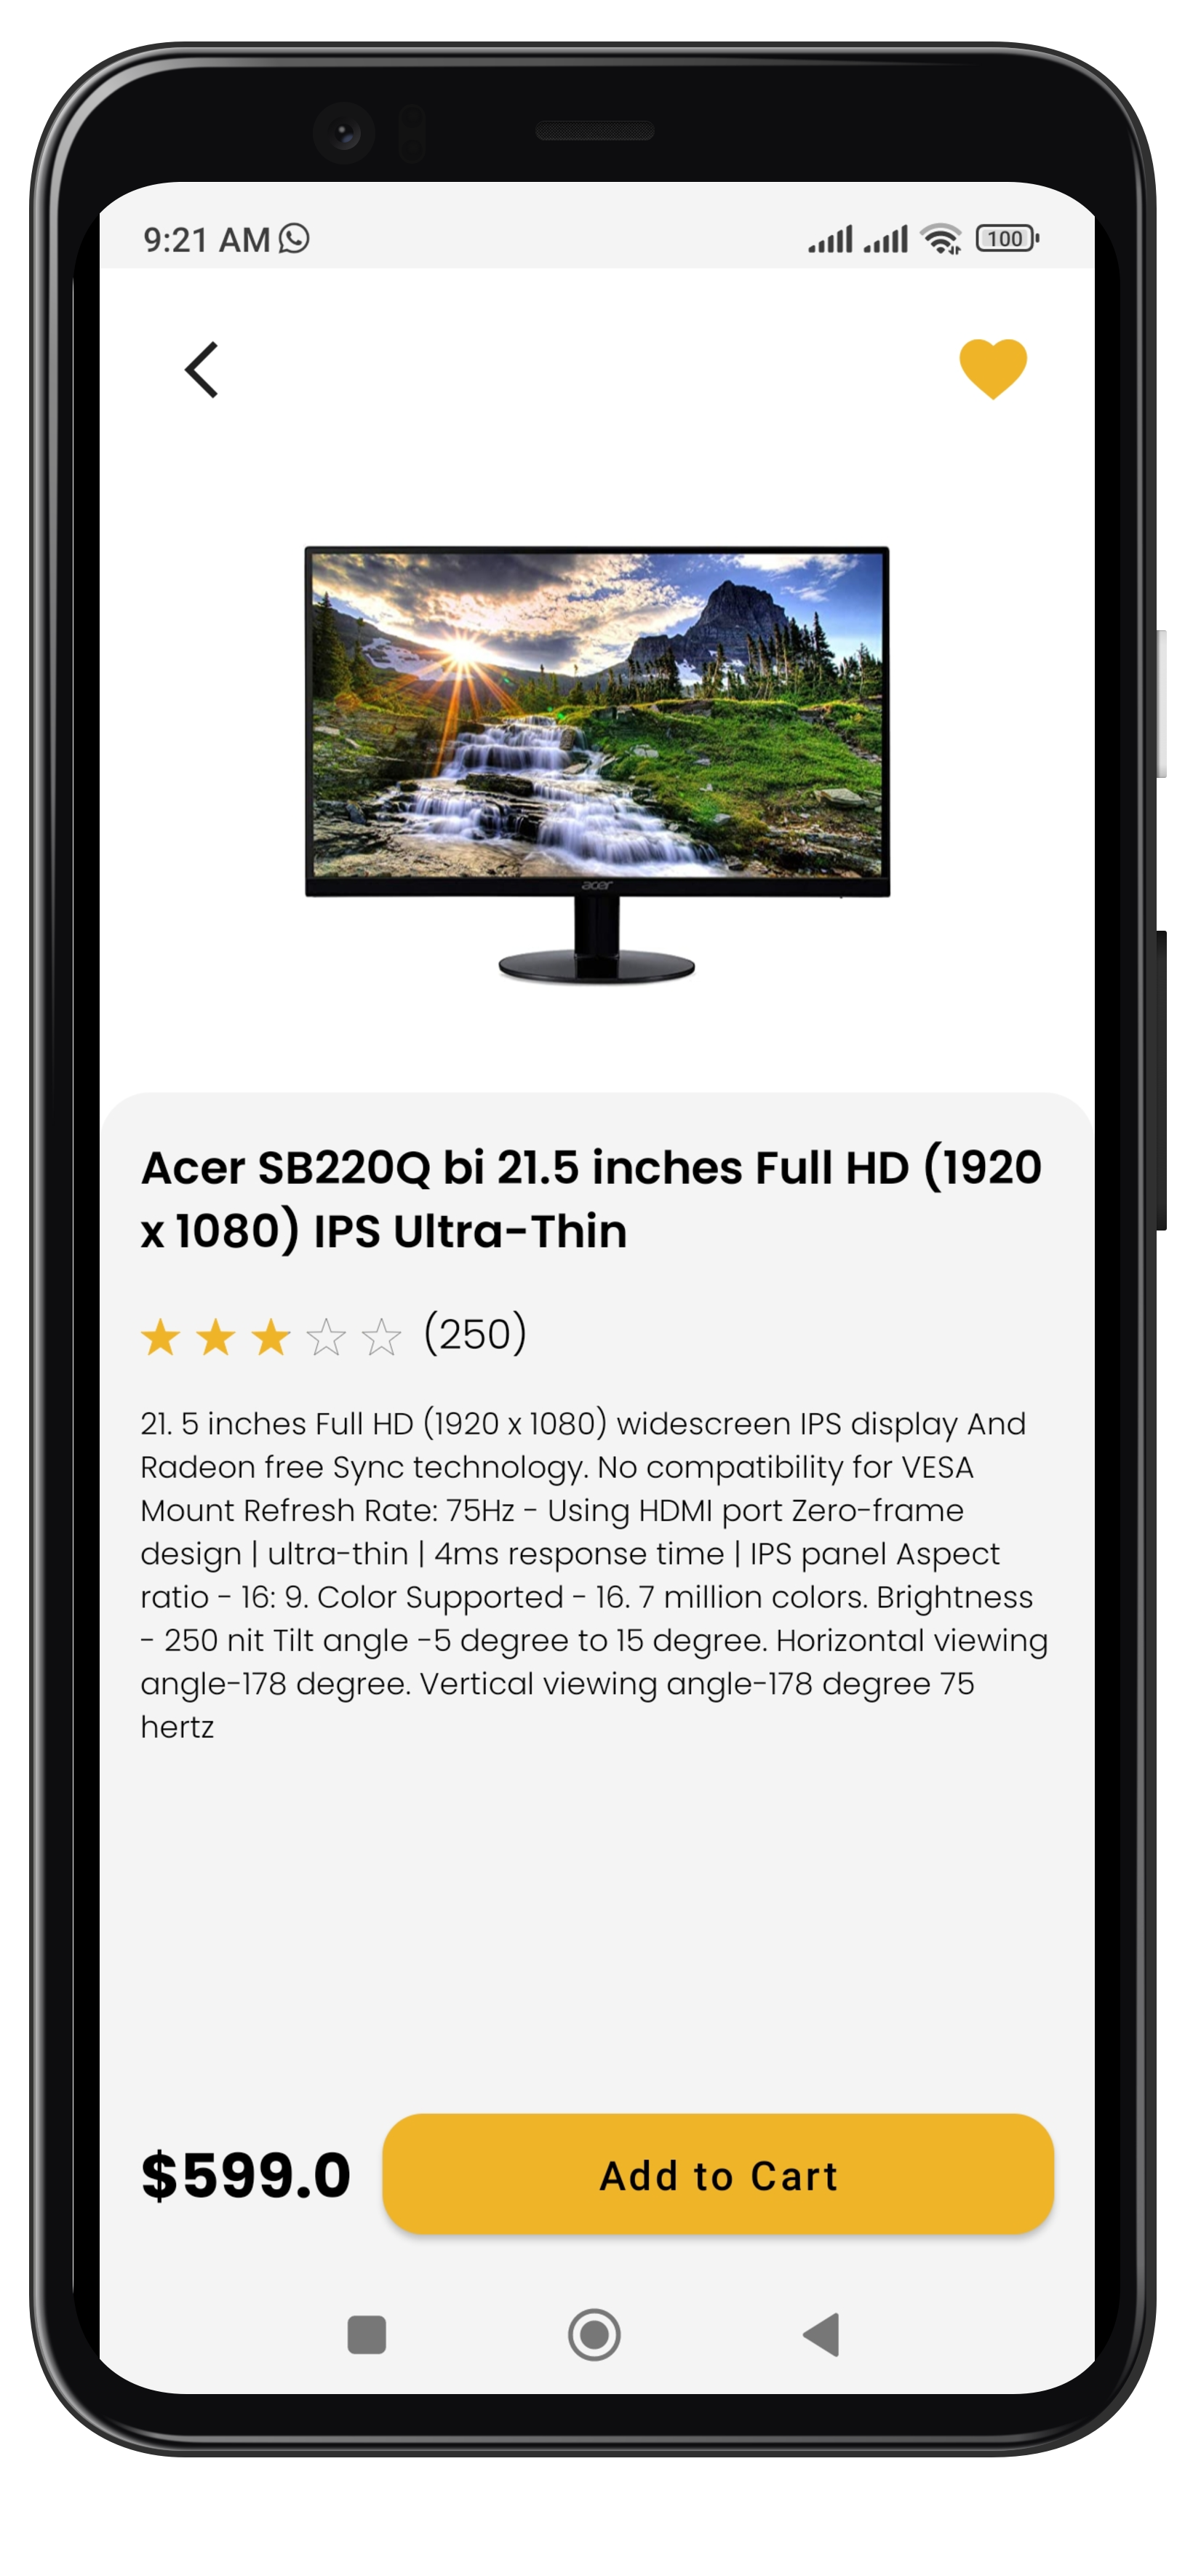 9:21 AM
100
acer
Acer SB220Q bi 21.5 inches Full HD (1920
x 1080) IPS Ultra-Thin
(250)
21. 5 inches Full HD (1920 x 1080) widescreen IPS display And
Radeon free Sync technology. No compatibility for VESA
Mount Refresh Rate: 75Hz - Using HDMI port Zero-frame
design | ultra-thin | 4ms response time | IPS panel Aspect
ratio - 16: 9. Color Supported - 16. 7 million colors. Brightness
- 250 nit Tilt angle -5 degree to 15 degree. Horizontal viewing
angle-178 degree. Vertical viewing angle-178 degree 75
hertz
$599.0 Add to Cart